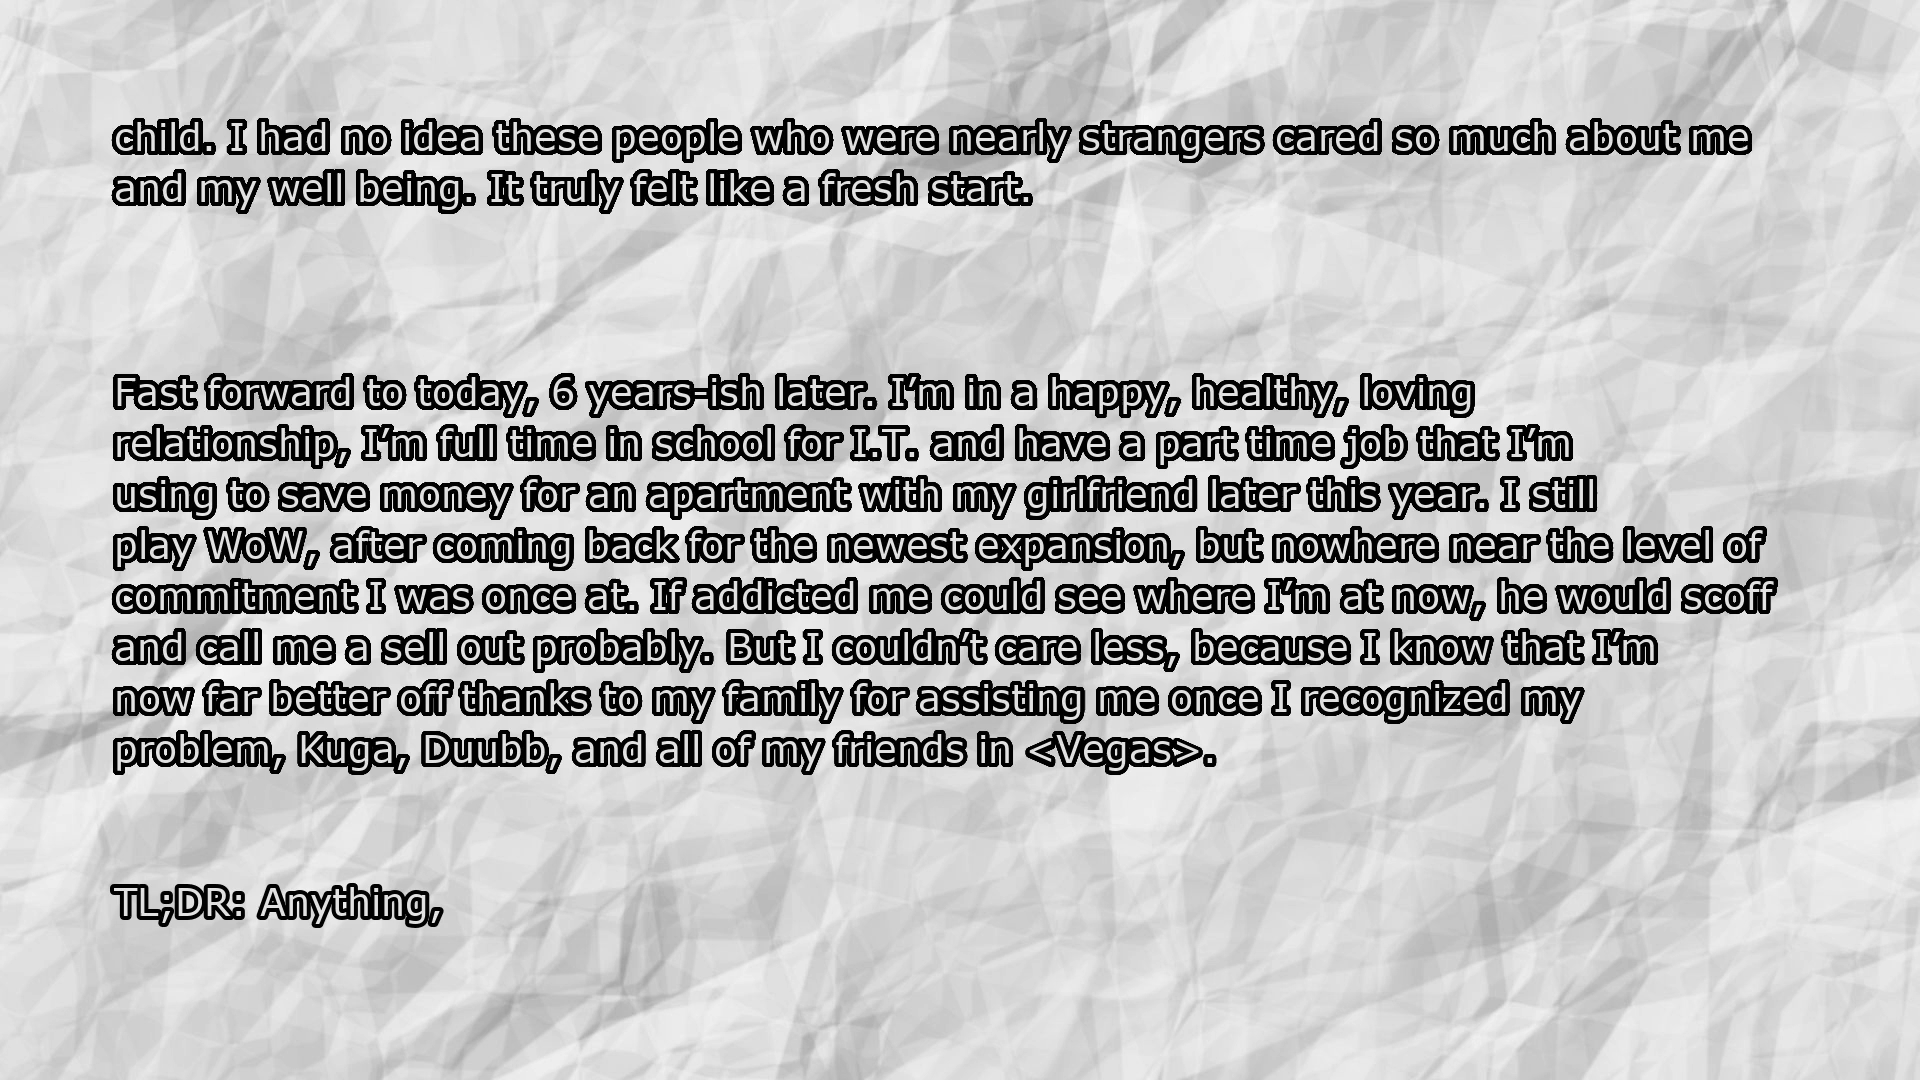 child. I had no idea these people who were nearly strangers cared so much about me
and my well being. It truly felt like a fresh start.
Fast forward to today, 6 years-ish later. I’m in a happy, healthy, loving
relationship, I’m full time in school for I.T. and have a part time job that I’m
using to save money for an apartment with my girlfriend later this year. I still
play WoW, after coming back for the newest expansion, but nowhere near the level of
commitment I was once at. If addicted me could see where I’m at now, he would scoff
and call me a sell out probably. But I couldn’t care less, because I know that I’m
now far better off thanks to my family for assisting me once I recognized my
problem, Kuga, Duubb, and all of my friends in <Vegas>.
TL;DR: Anything,